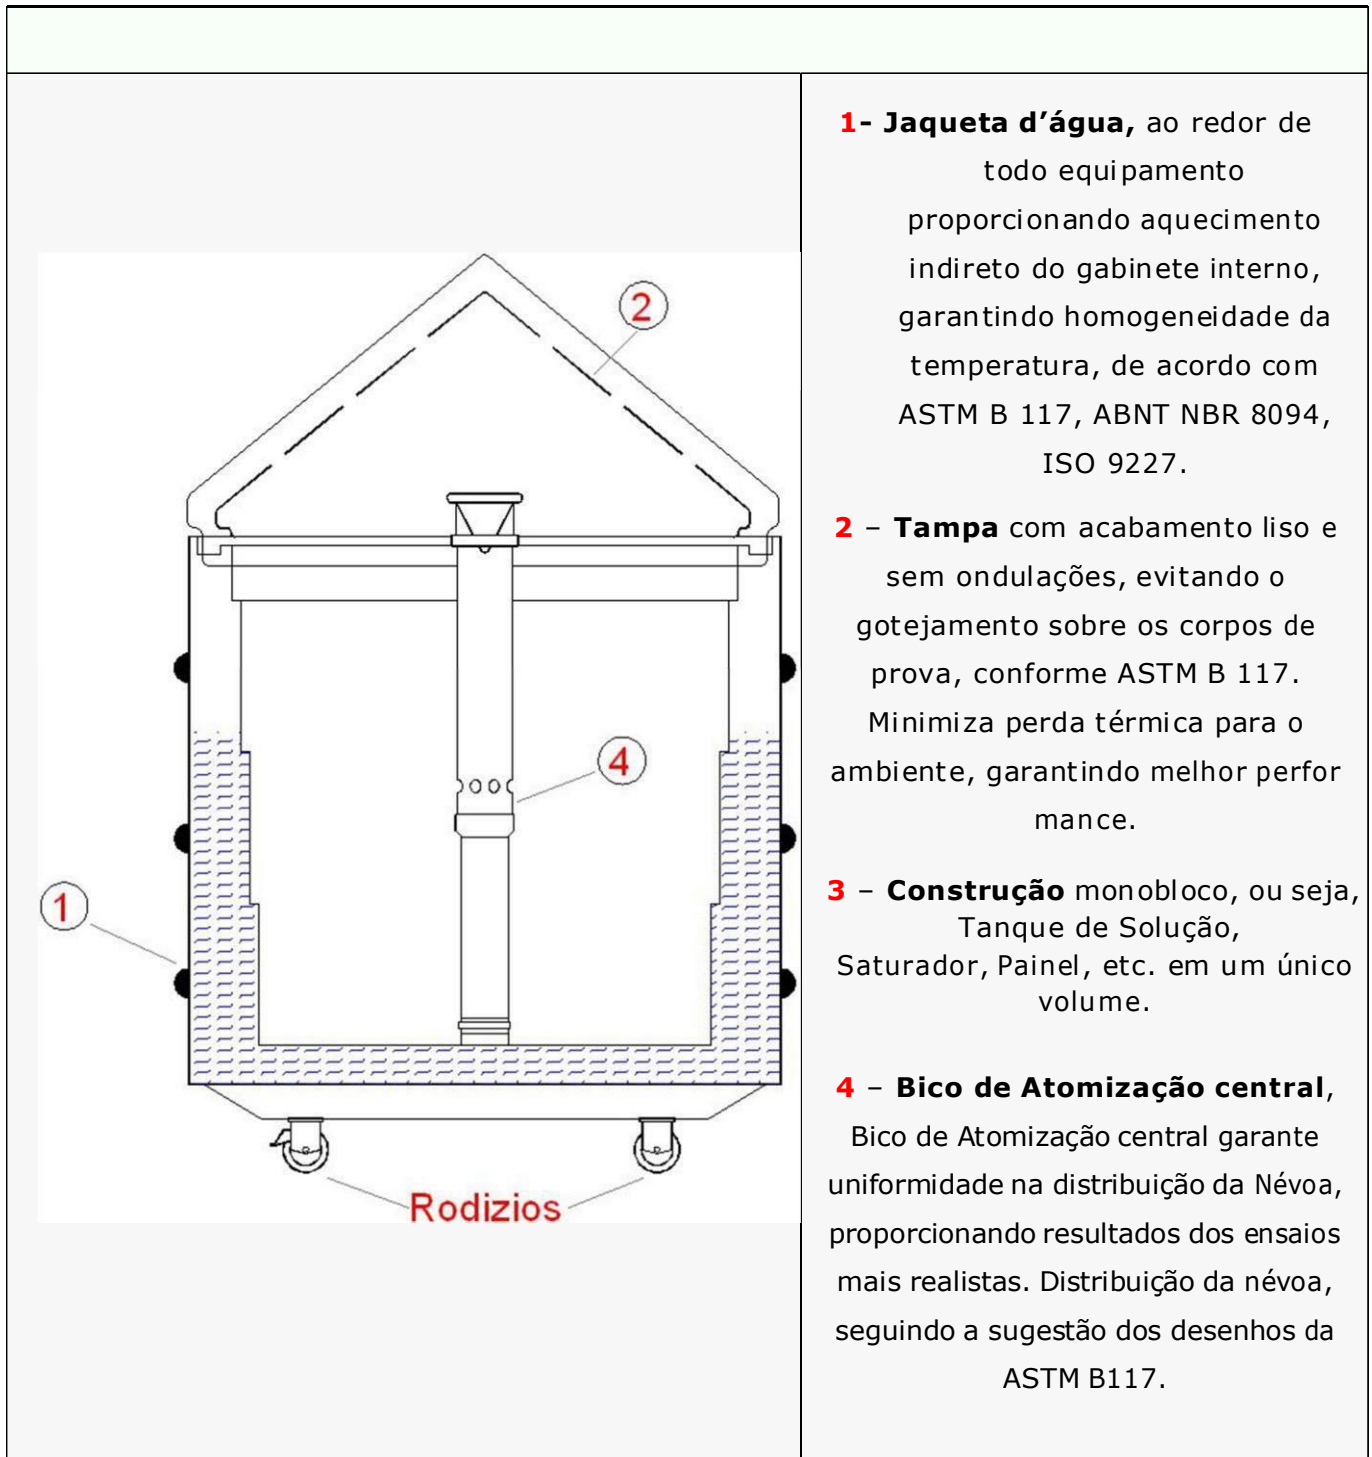 2
4
1
Rodizios
1- Jaqueta d’água, ao redor de
todo equipamento
proporcionando aquecimento
indireto do gabinete interno,
garantindo homogeneidade da
temperatura, de acordo com
ASTM B 117, ABNT NBR 8094,
ISO 9227.
2 – Tampa com acabamento liso e
sem ondulações, evitando o
gotejamento sobre os corpos de
prova, conforme ASTM B 117.
Minimiza perda térmica para o
ambiente, garantindo melhor perfor
mance.
3 – Construção monobloco, ou seja,
Tanque de Solução,
Saturador, Painel, etc. em um único
volume.
4 – Bico de Atomização central,
Bico de Atomização central garante
uniformidade na distribuição da Névoa,
proporcionando resultados dos ensaios
mais realistas. Distribuição da névoa,
seguindo a sugestão dos desenhos da
ASTM B117.